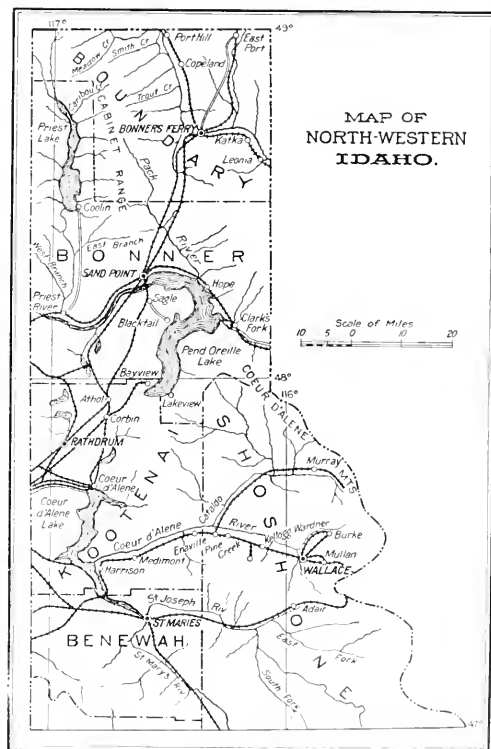 117°
49°
Port Hill
East Port
Smith Cr
Meadow Cr
Copeland
Caribou Cr
Trout Cr
BOUNDARY
CABINET RANGE
BONNERS FERRY
Katka
Leonia
MAP OF
NORTH-WESTERN
IDAHO.
Priest
Lake
Pack
River
Coolin
East Branch
West Branch
BONNER
SAND POINT
Hope
Sagle
Priest
River
Clarks
Fork
Blacktail
Scale of Miles
10 5 0 10 20
Pend Oreille
Lake
48°
116°
Bayview
COEUR D'ALENE MTS
Athol
Lakeview
Corbin
RATHDRUM
KOOTENAI
SHOSHONE
Coeur
d'Alene
Murray
Coeur
d'Alene
Lake
Cataldo
Coeur d'Alene River
Kellogg
Wardner
Burke
Enaville
Pine
Creek
Medimont
Mullan
Harrison
WALLACE
St Joseph Riv
Adair
ST MARIES
BENEWAH
East Fork
St Mary's Riv
South Fork
47°